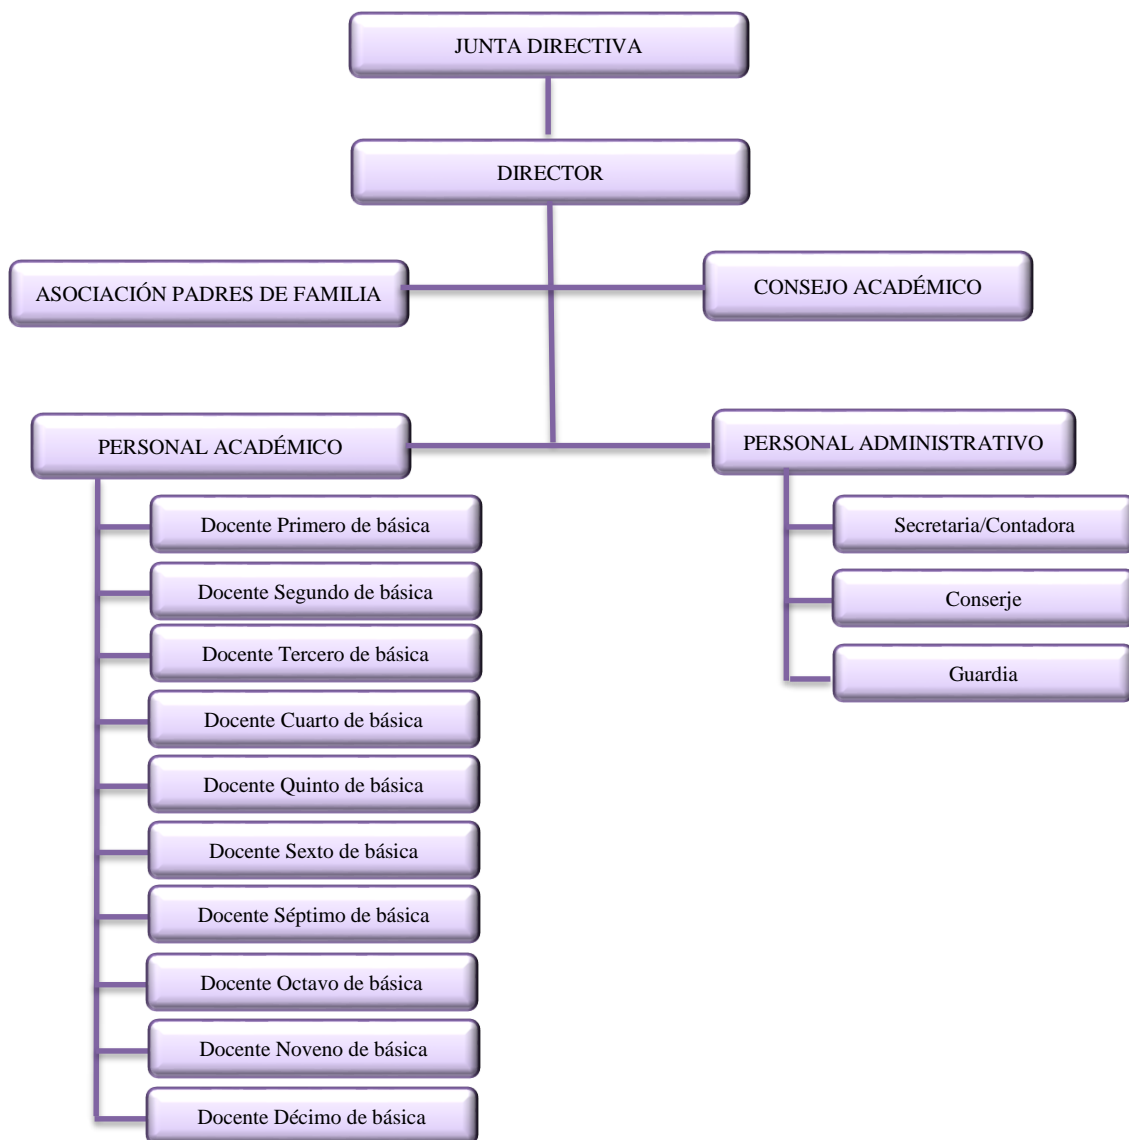 JUNTA DIRECTIVA
DIRECTOR
ASOCIACIÓN PADRES DE FAMILIA
CONSEJO ACADÉMICO
PERSONAL ACADÉMICO
PERSONAL ADMINISTRATIVO
Docente Primero de básica
Docente Segundo de básica
Docente Tercero de básica
Docente Cuarto de básica
Docente Quinto de básica
Docente Sexto de básica
Docente Séptimo de básica
Docente Octavo de básica
Docente Noveno de básica
Docente Décimo de básica
Secretaria/Contadora
Conserje
Guardia